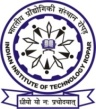 भारतीय प्रौद्योगिकी संस्थान रोपड़
INDIAN INSTITUTE OF TECHNOLOGY ROPAR
धियो यो नः प्रचोदयात्